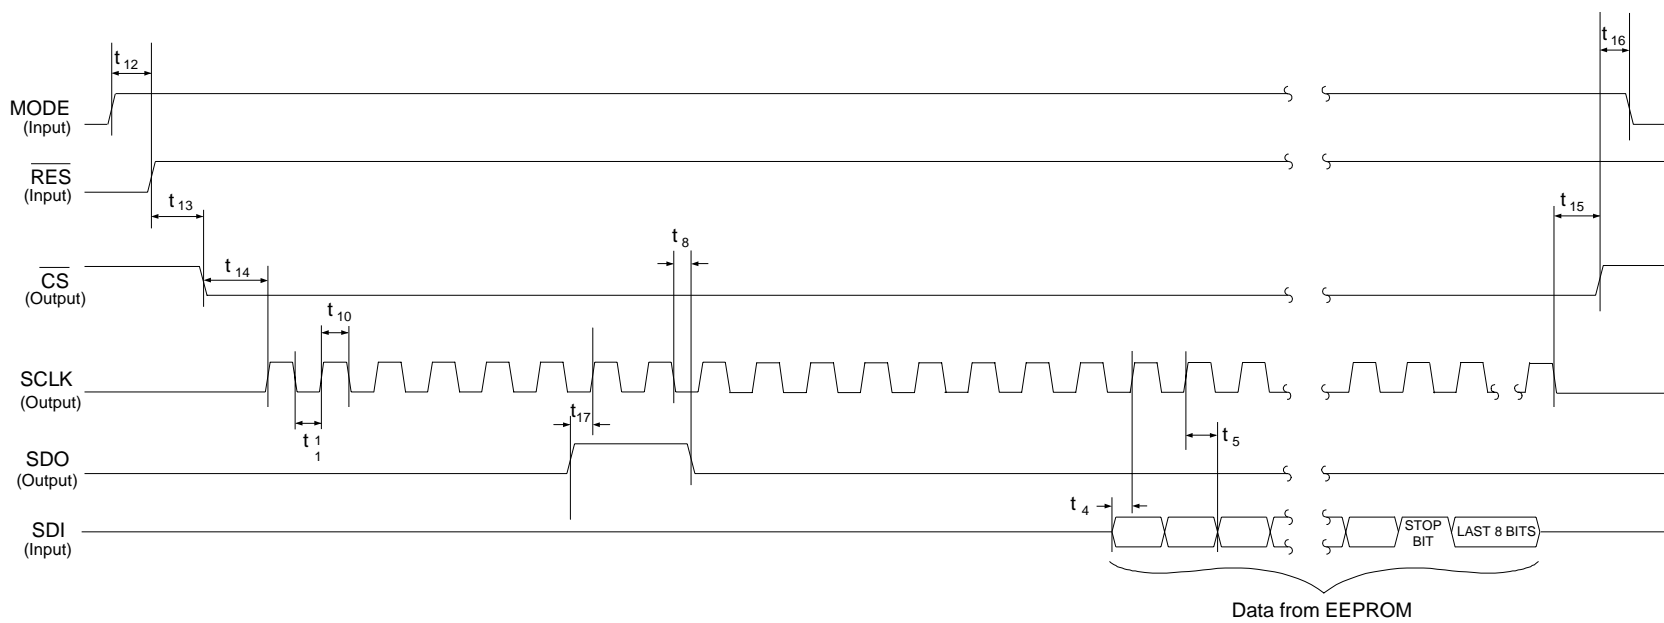 t 12
t 16
MODE
(Input)
RES
(Input)
t 13
t 15
t 8
t 14
CS
(Output)
t 10
SCLK
(Output)
t 1
1
t17
t 5
SDO
(Output)
t 4
SDI
(Input)
STOP
BIT
LAST 8 BITS
Data from EEPROM